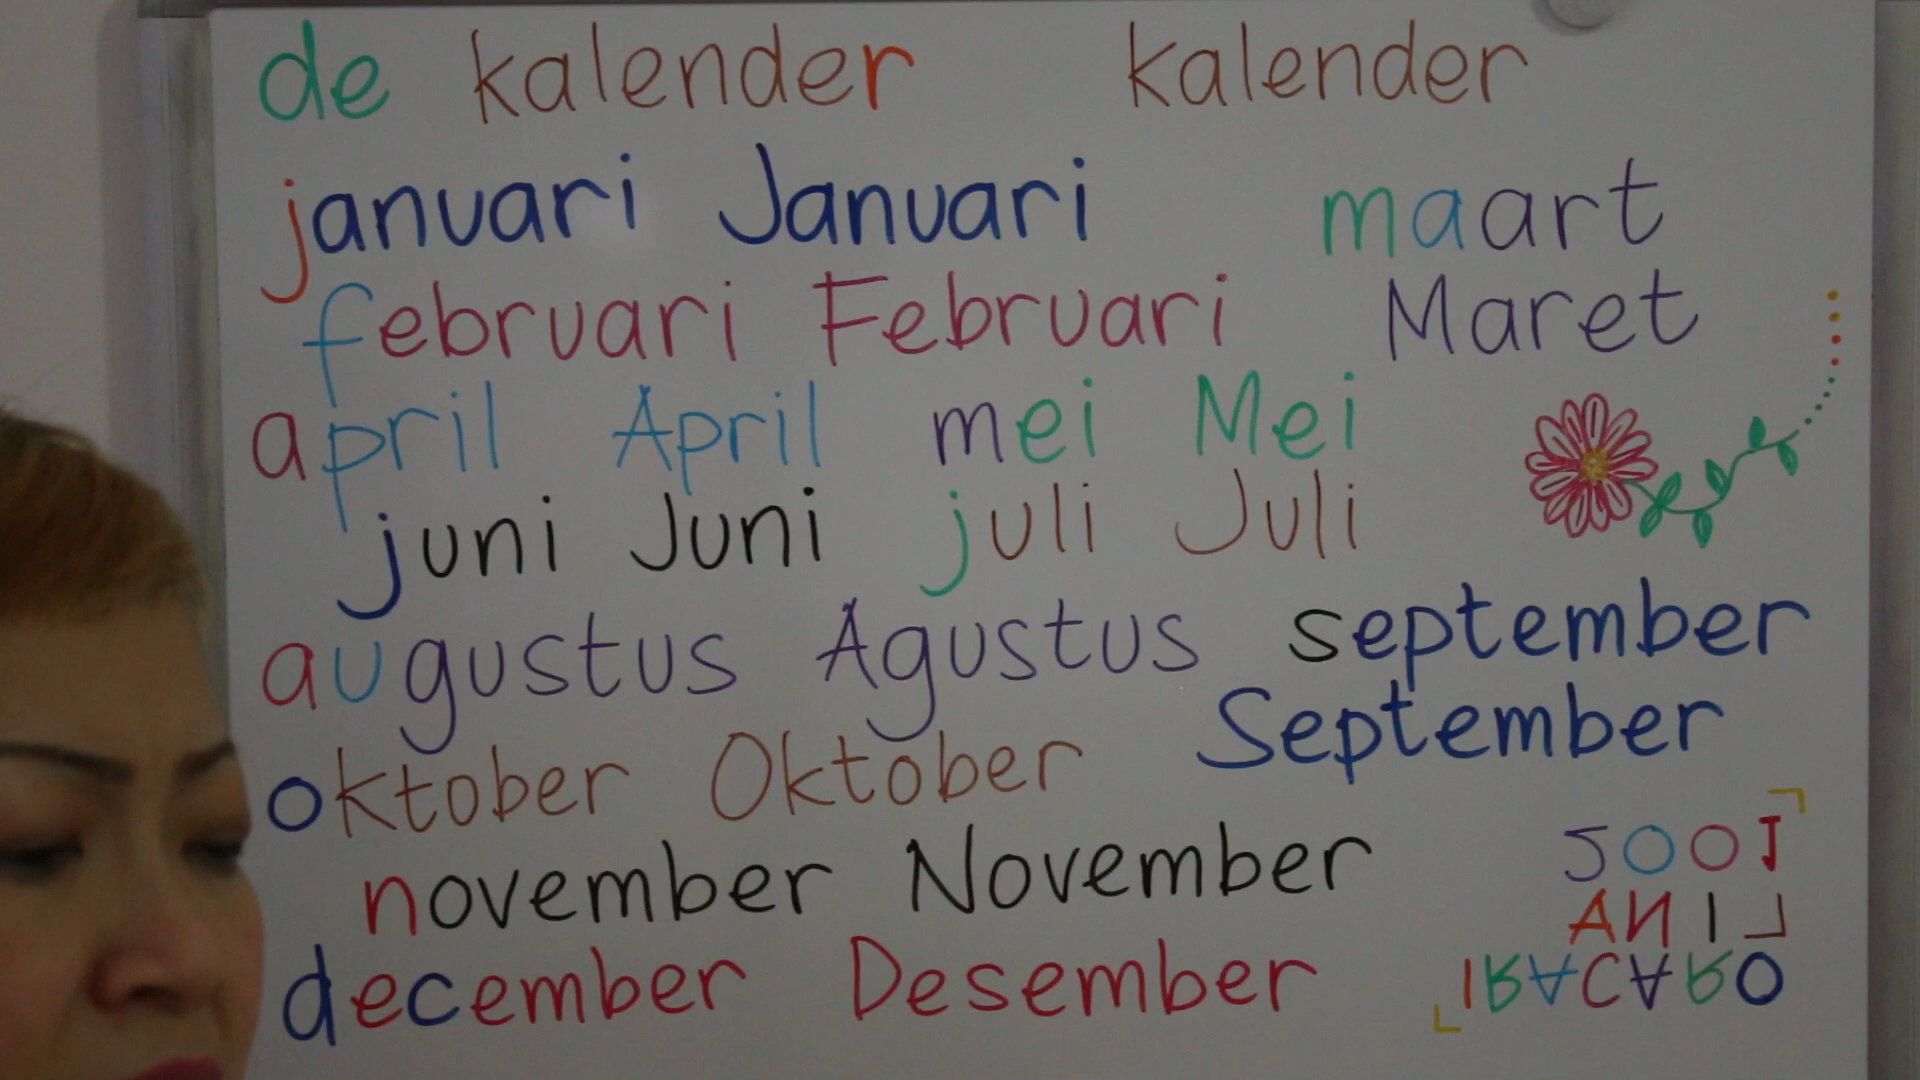 de kalender kalender
januari Januari maart
februari Februari Maret
april April mei Mei
juni Juni juli Juli
augustus Agustus september
September
oktober Oktober
november November
december Desember